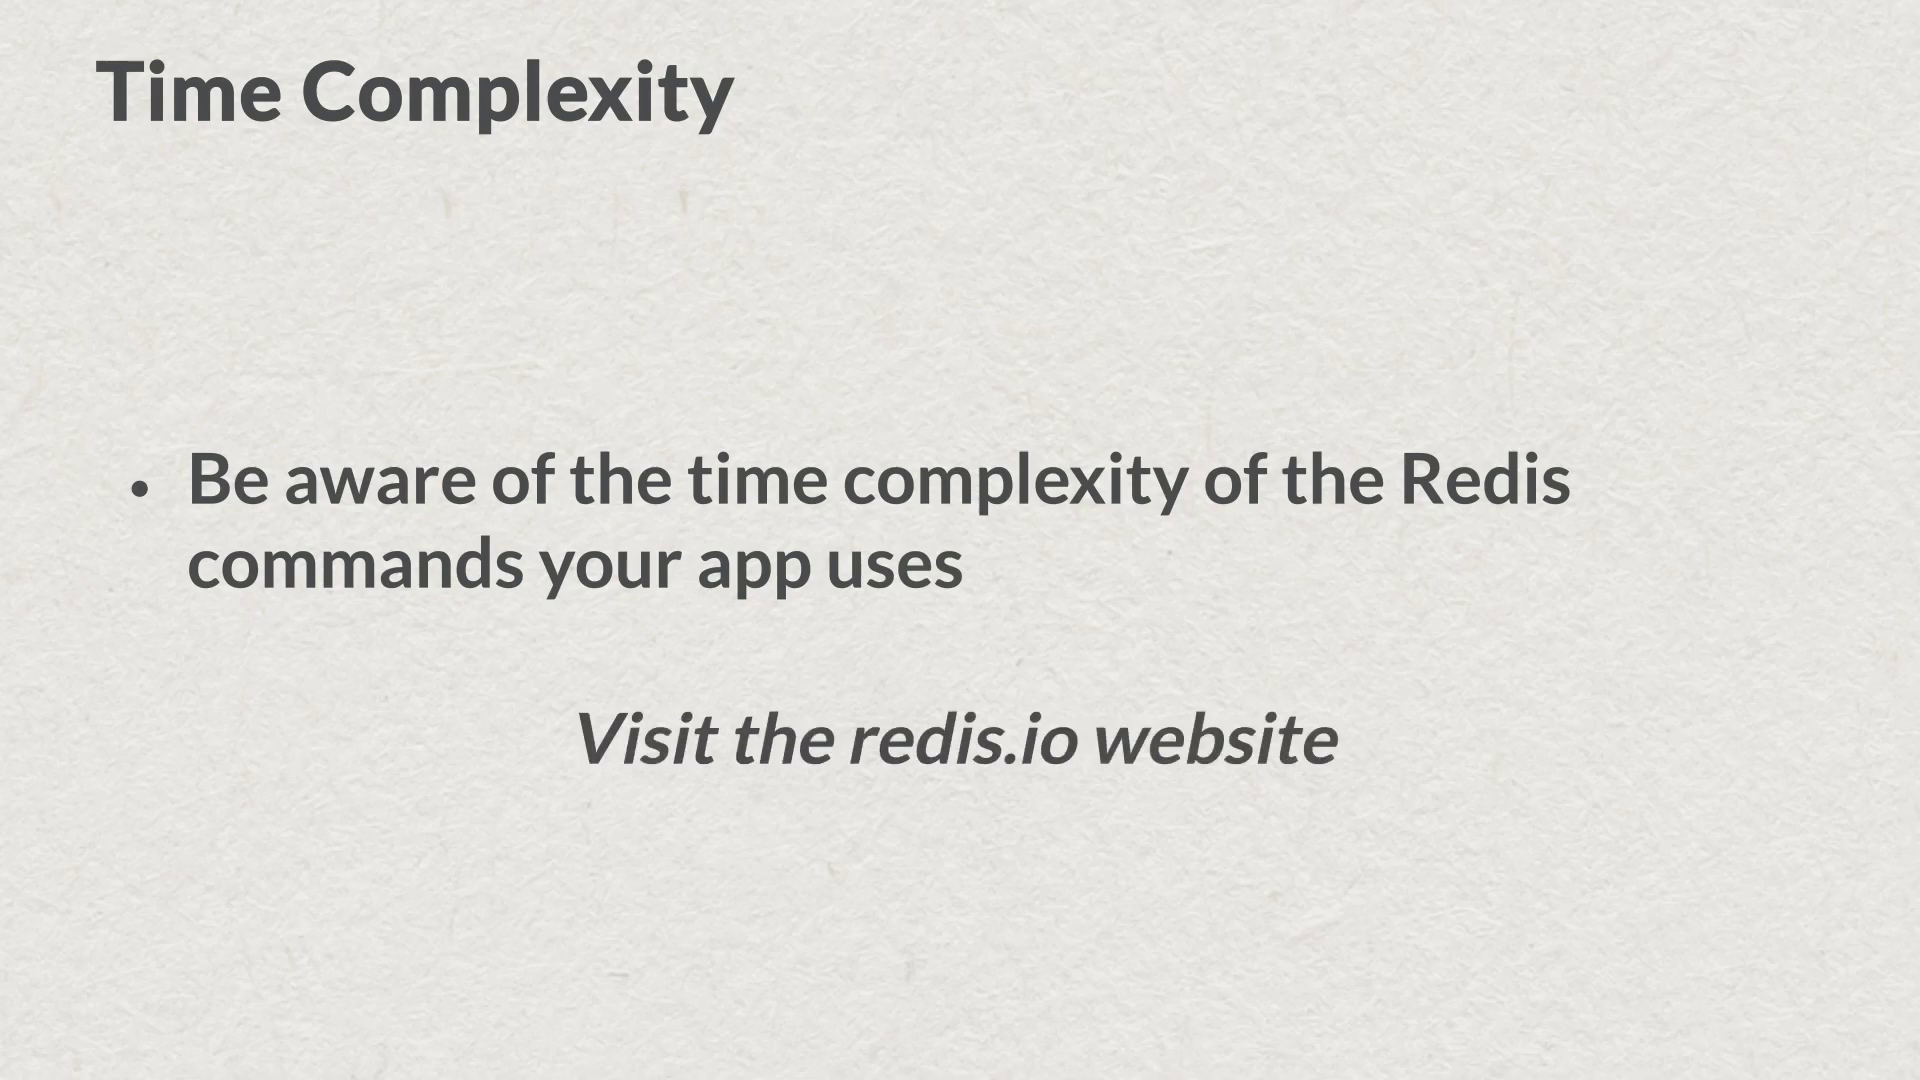 Time Complexity
• Be aware of the time complexity of the Redis
commands your app uses
Visit the redis.io website